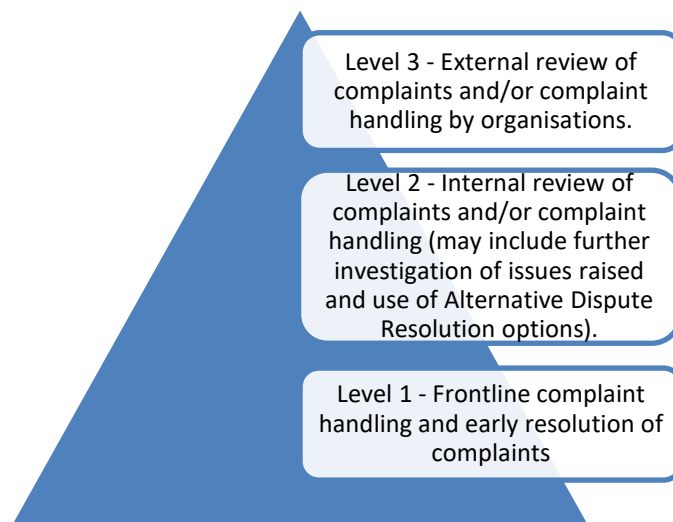 Level 3 - External review of
complaints and/or complaint
handling by organisations.
Level 2 - Internal review of
complaints and/or complaint
handling (may include further
investigation of issues raised
and use of Alternative Dispute
Resolution options).
Level 1 - Frontline complaint
handling and early resolution of
complaints